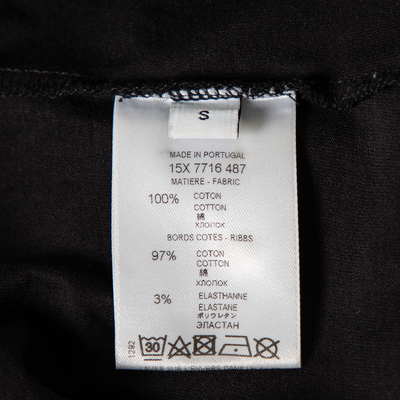 S
MADE IN PORTUGAL
15X 7716 487
MATIERE - FABRIC
100% COTON
COTTON
綿
ХЛОПОК
BORDS COTES - RIBBS
97% COTON
COTTON
綿
ХЛОПОК
3% ELASTHANNE
ELASTANE
ポリウレタン
ЭЛАСТАН
1292
30